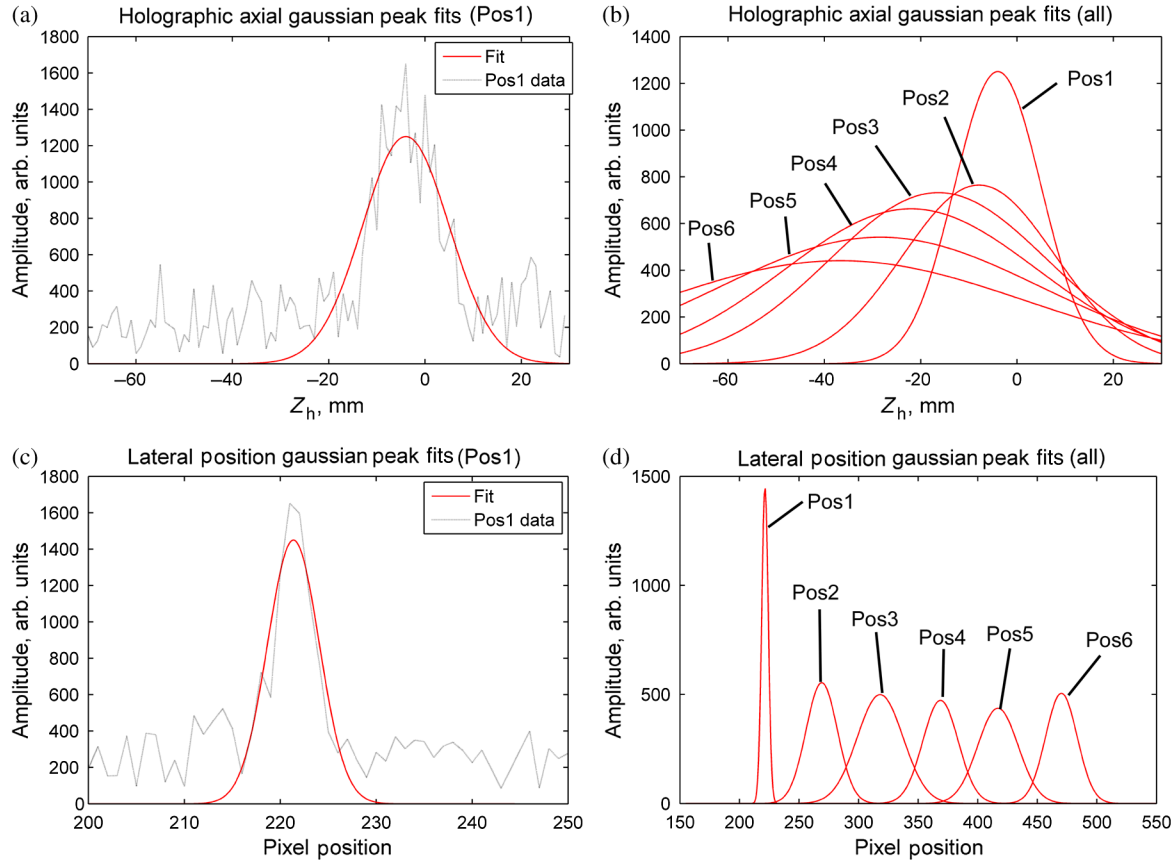 (a)
Holographic axial gaussian peak fits (Pos1)
1800
1600
1400
1200
1000
800
600
400
200
0
Amplitude, arb. units
Fit
Pos1 data
–60
–40
–20
0
20
Zh, mm
(b)
Holographic axial gaussian peak fits (all)
1400
1200
1000
800
600
400
200
0
Amplitude, arb. units
Pos1
Pos2
Pos3
Pos4
Pos5
Pos6
-60
-40
-20
0
20
Zh, mm
(c)
Lateral position gaussian peak fits (Pos1)
1800
1600
1400
1200
1000
800
600
400
200
0
Amplitude, arb. units
Fit
Pos1 data
200
210
220
230
240
250
Pixel position
(d)
Lateral position gaussian peak fits (all)
1500
1000
500
0
Amplitude, arb. units
Pos1
Pos2
Pos3
Pos4
Pos5
Pos6
150
200
250
300
350
400
450
500
550
Pixel position